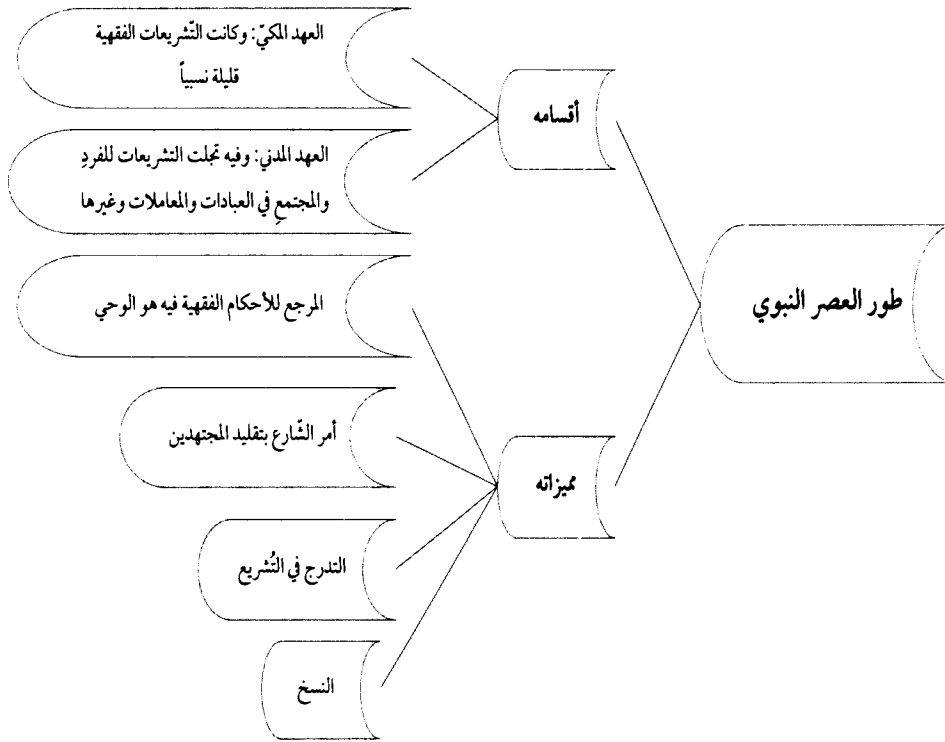 طور العصر النبوي
أقسامه
العهد المكيّ: وكانت التّشريعات الفقهية
قليلة نسبياً
العهد المدني: وفيه تجلت التشريعات للفردِ
والمجتمعِ في العبادات والمعاملات وغيرها
مميزاته
المرجع للأحكام الفقهية فيه هو الوحي
أمر الشّارع بتقليد المجتهدين
التدرج في التُشريع
النسخ